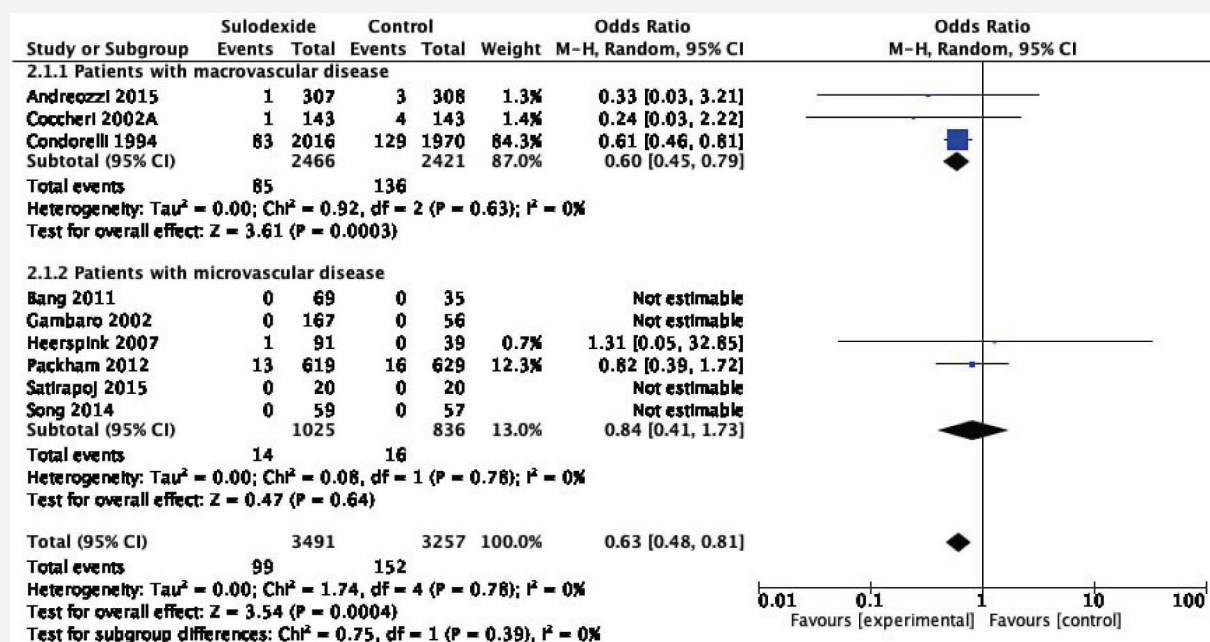 Sulodexide Control Odds Ratio Odds Ratio
Study or Subgroup Events Total Events Total Weight M-H, Random, 95% CI M-H, Random, 95% CI
2.1.1 Patients with macrovascular disease
Andreozzi 2015 1 307 3 308 1.3% 0.33 [0.03, 3.21]
Coccheri 2002A 1 143 4 143 1.4% 0.24 [0.03, 2.22]
Condorelli 1994 83 2016 129 1970 84.3% 0.61 [0.46, 0.81]
Subtotal (95% CI) 2466 2421 87.0% 0.60 [0.45, 0.79]
Total events 85 136
Heterogeneity: Tau² = 0.00; Chi² = 0.92, df = 2 (P = 0.63); I² = 0%
Test for overall effect: Z = 3.61 (P = 0.0003)
2.1.2 Patients with microvascular disease
Bang 2011 0 69 0 35 Not estimable
Gambaro 2002 0 167 0 56 Not estimable
Heerspink 2007 1 91 0 39 0.7% 1.31 [0.05, 32.85]
Packham 2012 13 619 16 629 12.3% 0.82 [0.39, 1.72]
Satirapoj 2015 0 20 0 20 Not estimable
Song 2014 0 59 0 57 Not estimable
Subtotal (95% CI) 1025 836 13.0% 0.84 [0.41, 1.73]
Total events 14 16
Heterogeneity: Tau² = 0.00; Chi² = 0.08, df = 1 (P = 0.78); I² = 0%
Test for overall effect: Z = 0.47 (P = 0.64)
Total (95% CI) 3491 3257 100.0% 0.63 [0.48, 0.81]
Total events 99 152
Heterogeneity: Tau² = 0.00; Chi² = 1.74, df = 4 (P = 0.78); I² = 0%
Test for overall effect: Z = 3.54 (P = 0.0004)
Test for subgroup differences: Chi² = 0.75, df = 1 (P = 0.39), I² = 0%
0.01 0.1 1 10 100
Favours [experimental] Favours [control]